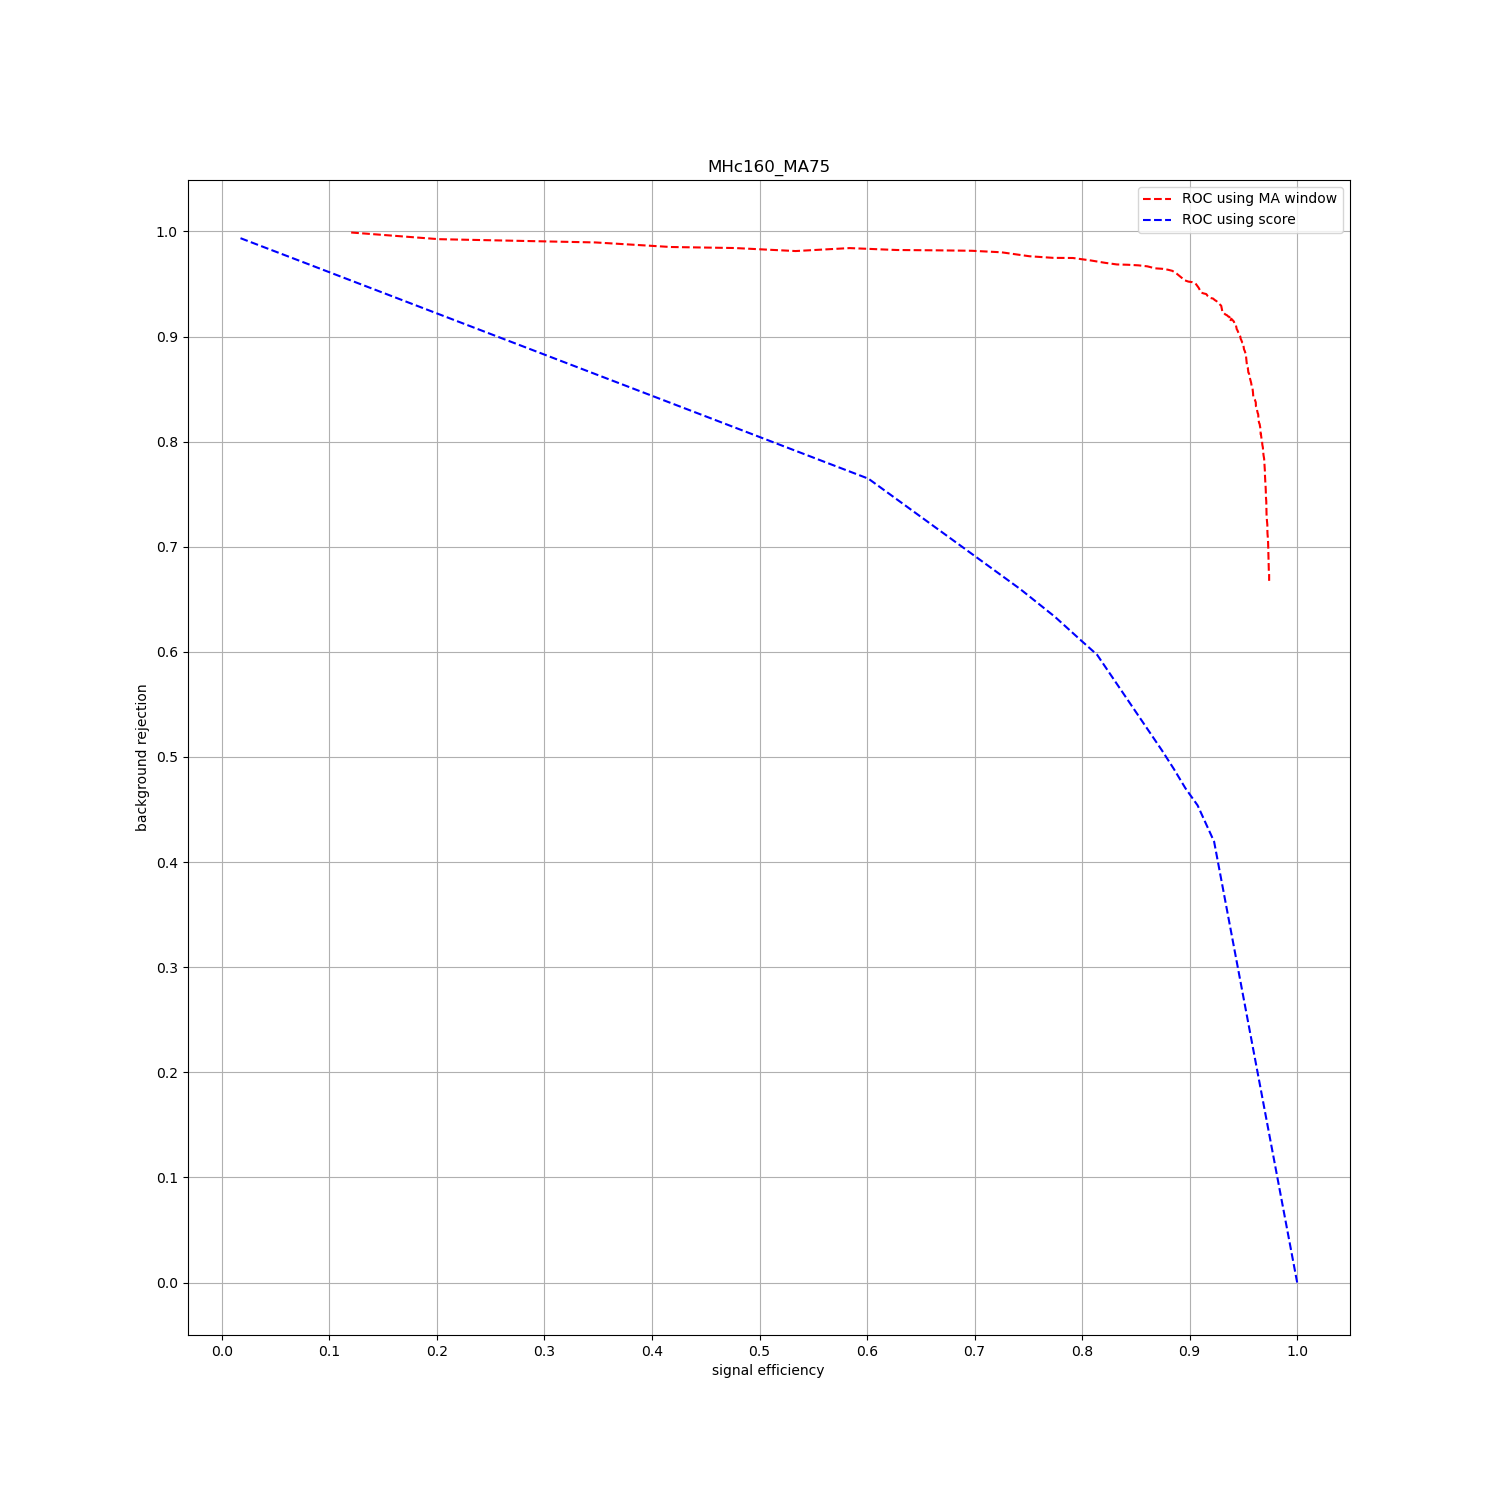 MHc160_MA75
ROC using MA window
ROC using score
1.0
0.9
0.8
0.7
0.6
0.5
0.4
0.3
0.2
0.1
0.0
background rejection
0.0 0.1 0.2 0.3 0.4 0.5 0.6 0.7 0.8 0.9 1.0
signal efficiency